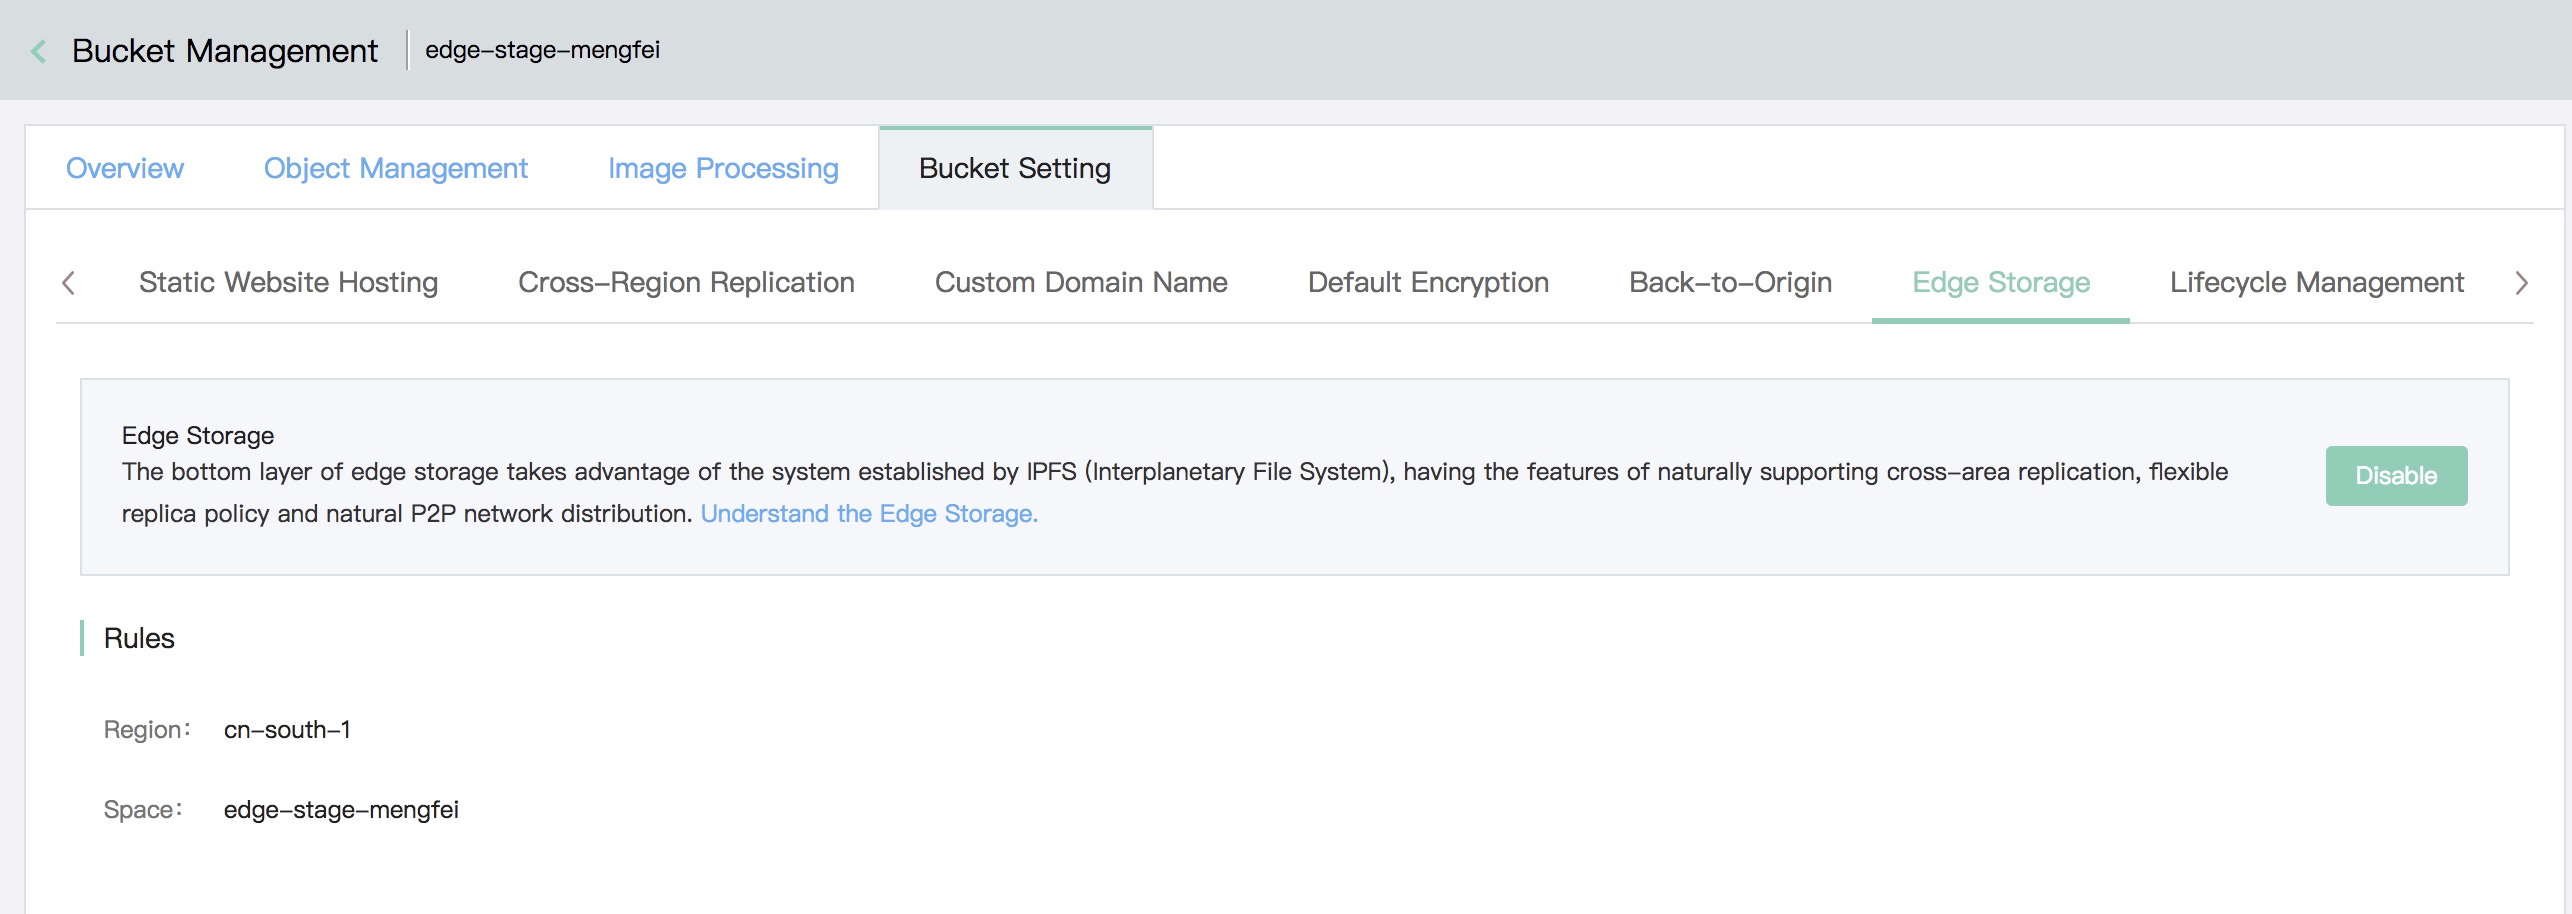 Bucket Management
edge-stage-mengfei
Overview
Object Management
Image Processing
Bucket Setting
Static Website Hosting
Cross-Region Replication
Custom Domain Name
Default Encryption
Back-to-Origin
Edge Storage
Lifecycle Management
Edge Storage
The bottom layer of edge storage takes advantage of the system established by IPFS (Interplanetary File System), having the features of naturally supporting cross-area replication, flexible
replica policy and natural P2P network distribution. Understand the Edge Storage.
Disable
Rules
Region: cn-south-1
Space: edge-stage-mengfei